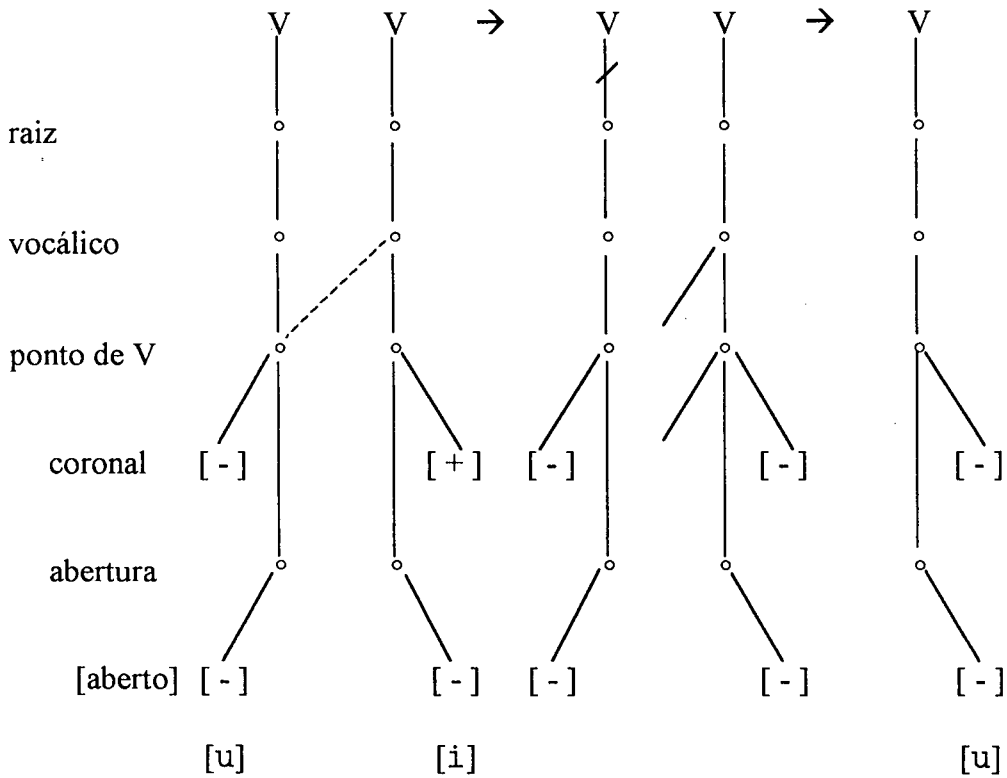 V V → V V → V
raiz
vocálico
ponto de V
coronal [ - ] [ + ] [ - ] [ - ] [ - ]
abertura
[aberto] [ - ] [ - ] [ - ] [ - ] [ - ]
[u] [i] [u]